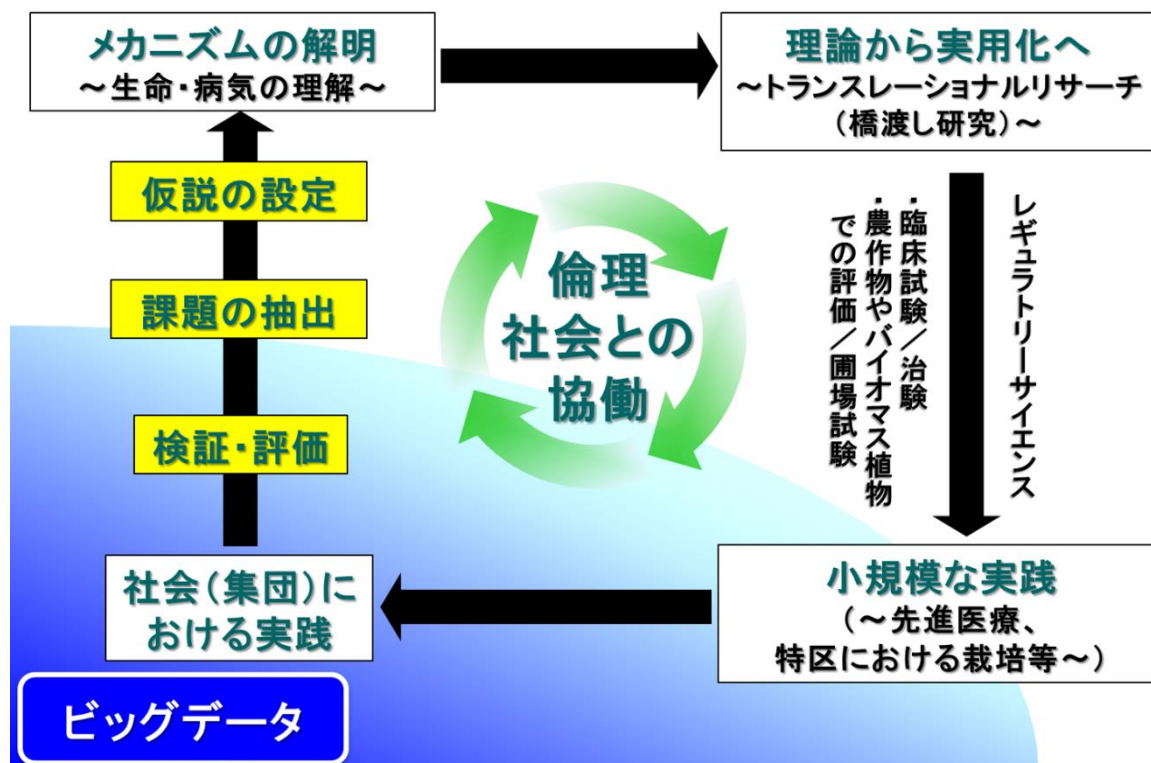 メカニズムの解明
～生命・病気の理解～
理論から実用化へ
～トランスレーショナルリサーチ
（橋渡し研究）～
仮説の設定
課題の抽出
検証・評価
倫理
社会との
協働
レギュラトリーサイエンス
・臨床試験／治験
・農作物やバイオマス植物
での評価／圃場試験
社会（集団）に
おける実践
小規模な実践
（～先進医療、
特区における栽培等～）
ビッグデータ